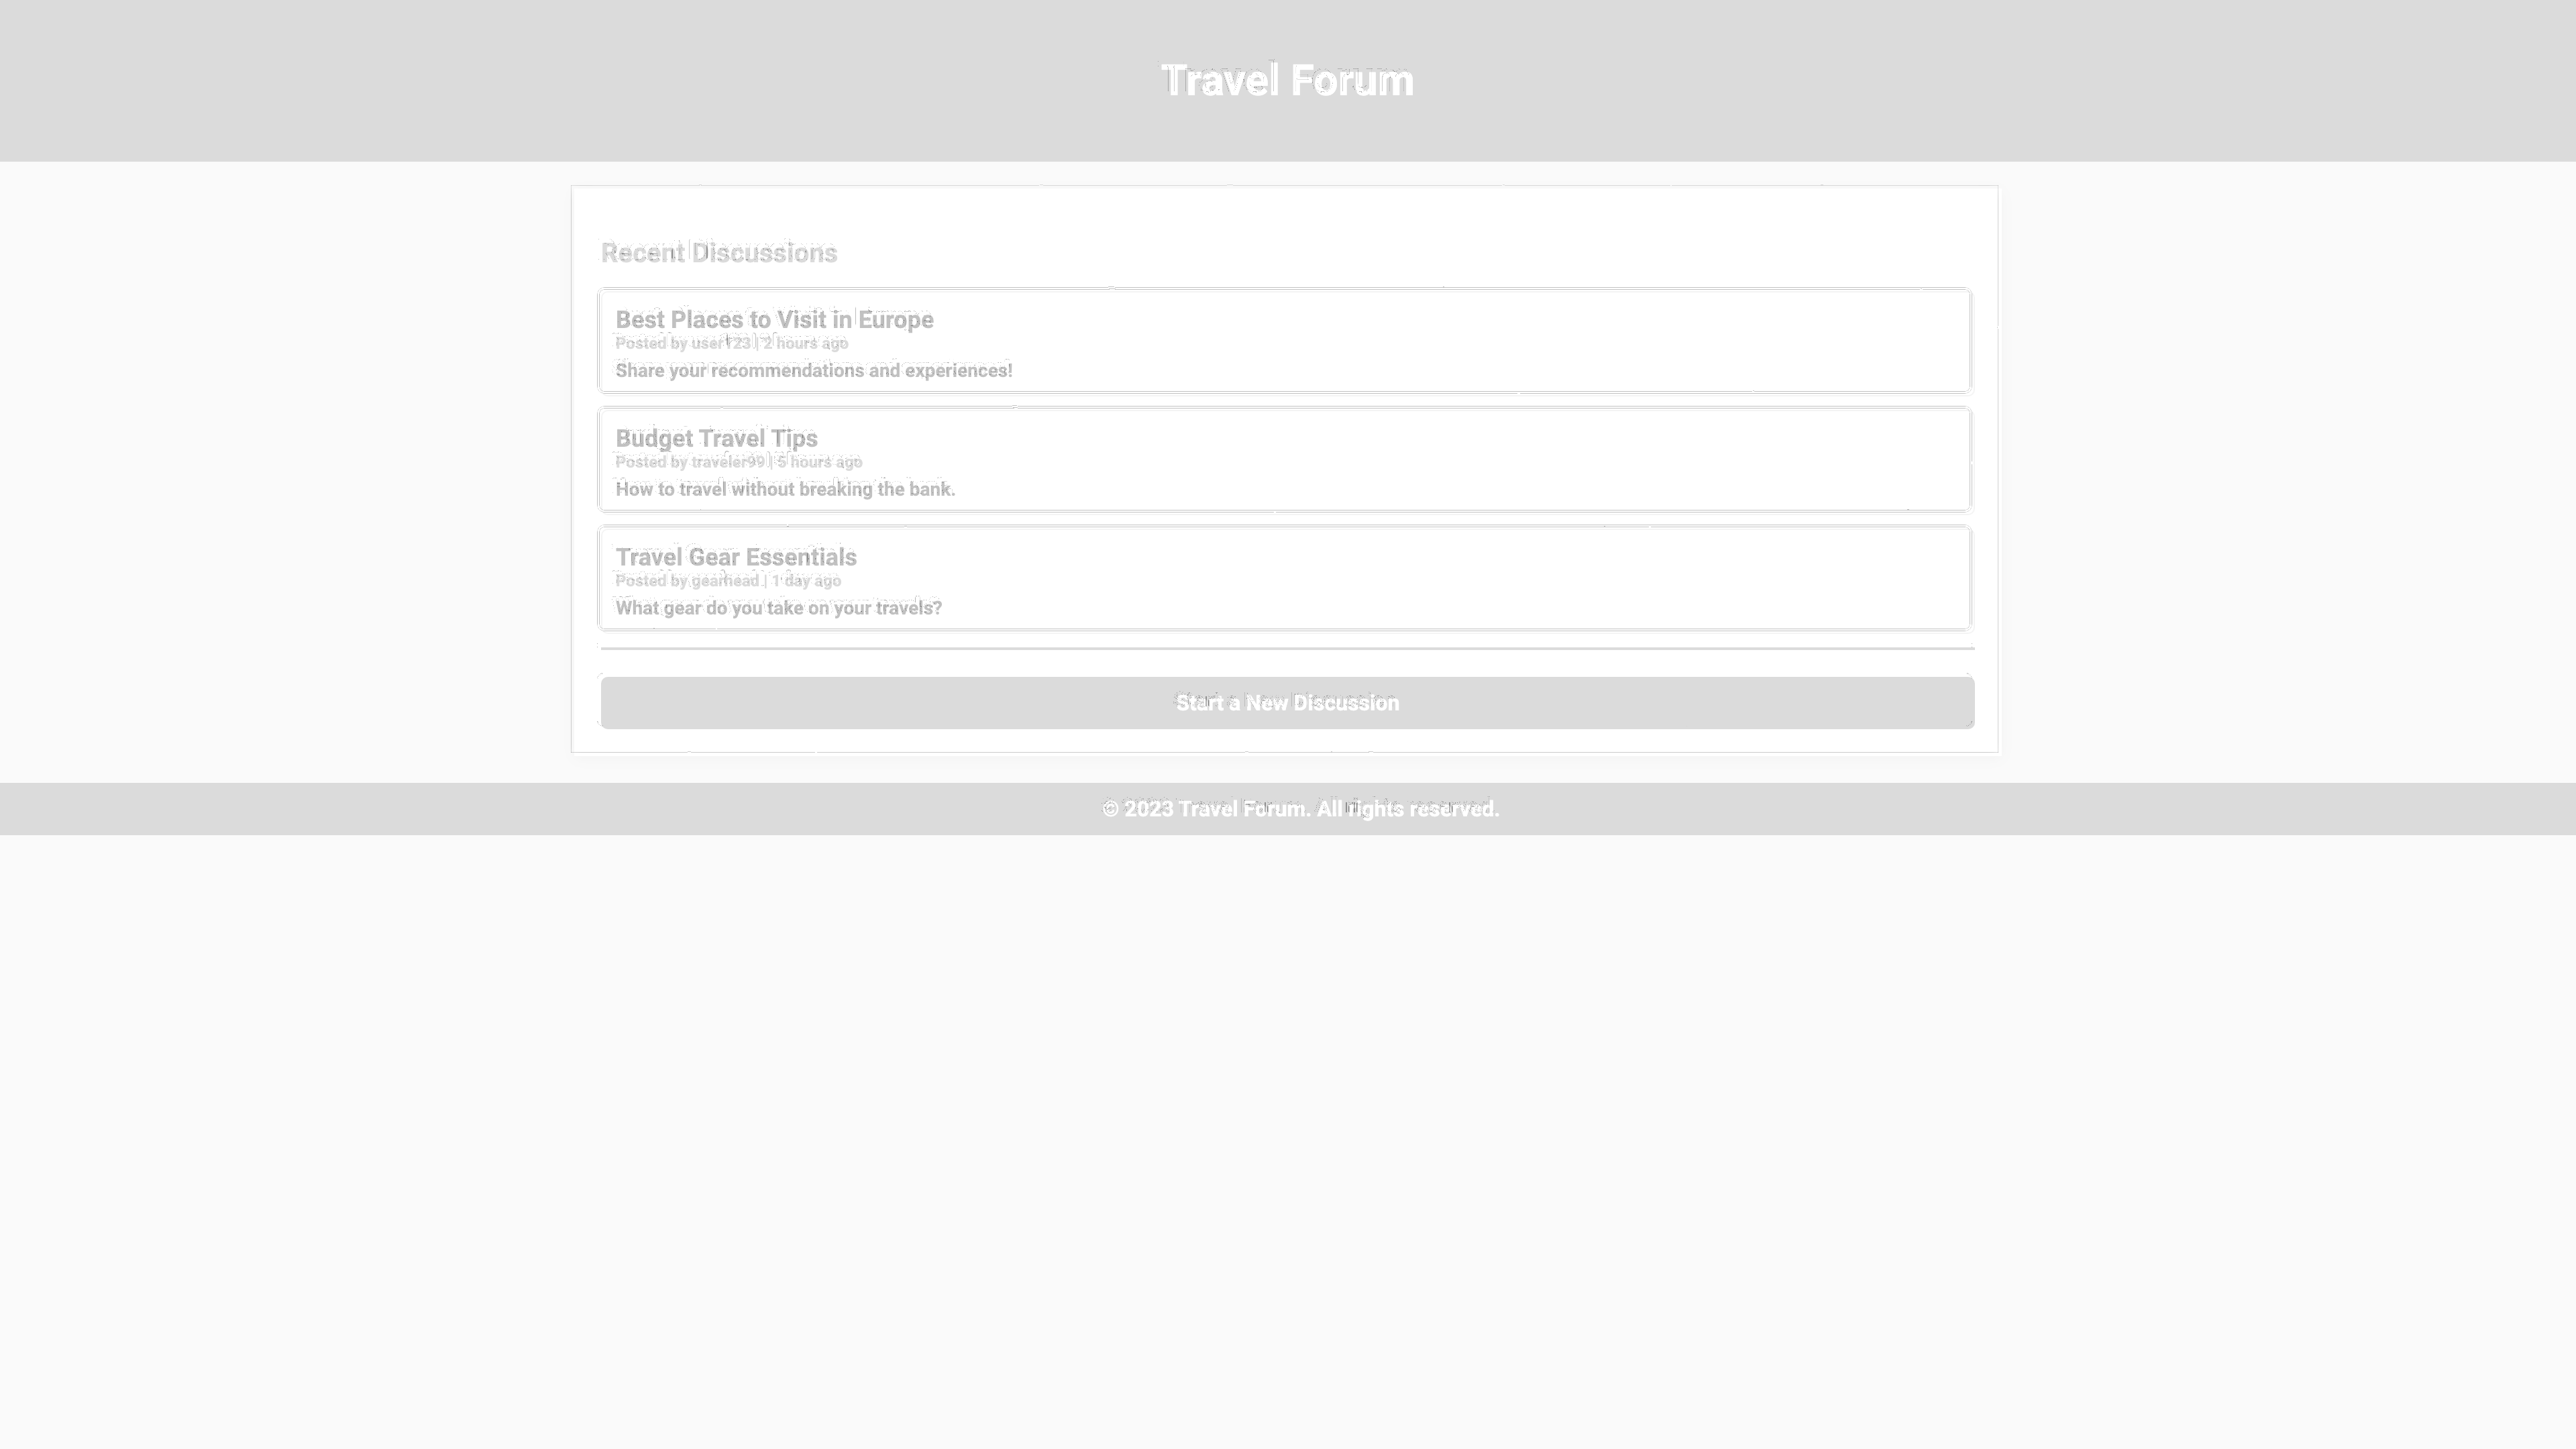 Travel Forum
Recent Discussions
Best Places to Visit in Europe
Posted by user123 | 2 hours ago
Share your recommendations and experiences!
Budget Travel Tips
Posted by traveler99 | 5 hours ago
How to travel without breaking the bank.
Travel Gear Essentials
Posted by gearhead | 1 day ago
What gear do you take on your travels?
Start a New Discussion
© 2023 Travel Forum. All rights reserved.